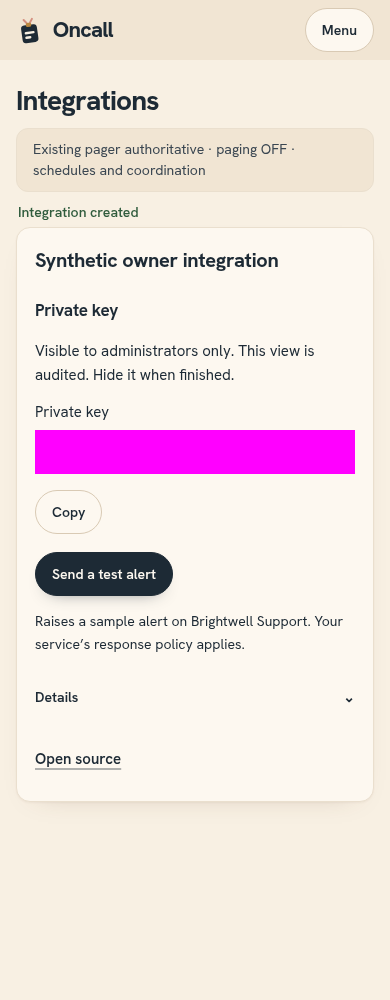 Oncall
Menu
Integrations
Existing pager authoritative · paging OFF ·
schedules and coordination
Integration created
Synthetic owner integration
Private key
Visible to administrators only. This view is
audited. Hide it when finished.
Private key
Copy
Send a test alert
Raises a sample alert on Brightwell Support. Your
service’s response policy applies.
Details
Open source